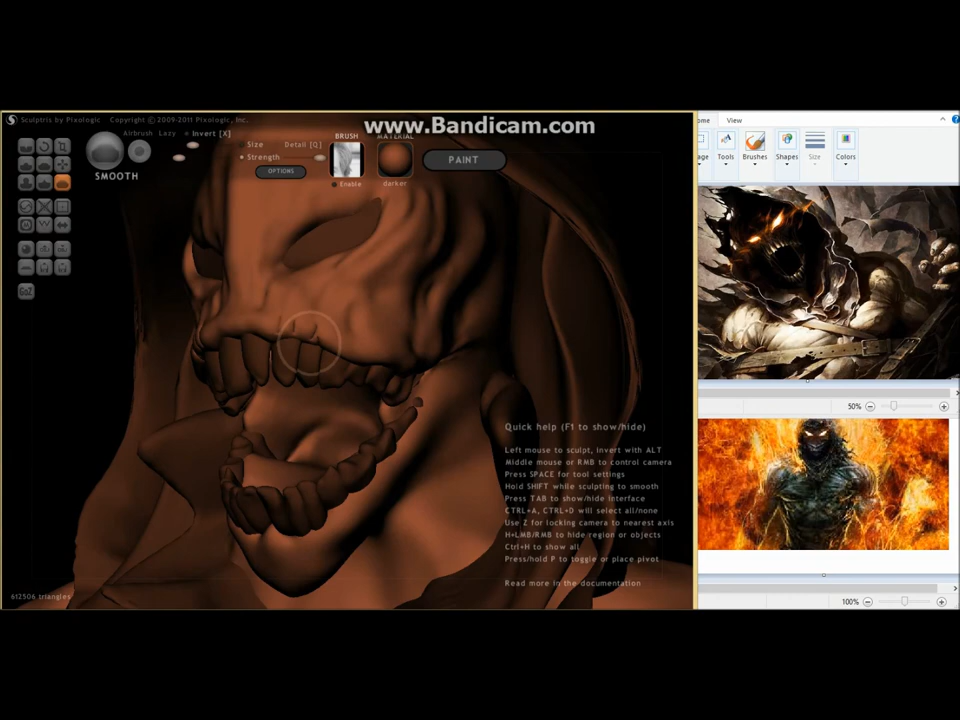 Sculptris by Pixologic Copyright © 2009-2011 Pixologic, Inc.
www.Bandicam.com
Airbrush Lazy Invert [X]
SMOOTH
Size Detail [Q]
Strength
OPTIONS
BRUSH
Enable
MATERIAL
darker
PAINT
GoZ
Quick help (F1 to show/hide)
Left mouse to sculpt, invert with ALT
Middle mouse or RMB to control camera
Press SPACE for tool settings
Hold SHIFT while sculpting to smooth
Press TAB to show/hide interface
CTRL+A, CTRL+D will select all/none
Use Z for locking camera to nearest axis
H+LMB/RMB to hide region or objects
Ctrl+H to show all
Press/hold P to toggle or place pivot
Read more in the documentation
612506 triangles
ome View
age Tools Brushes Shapes Size Colors
50%
100%